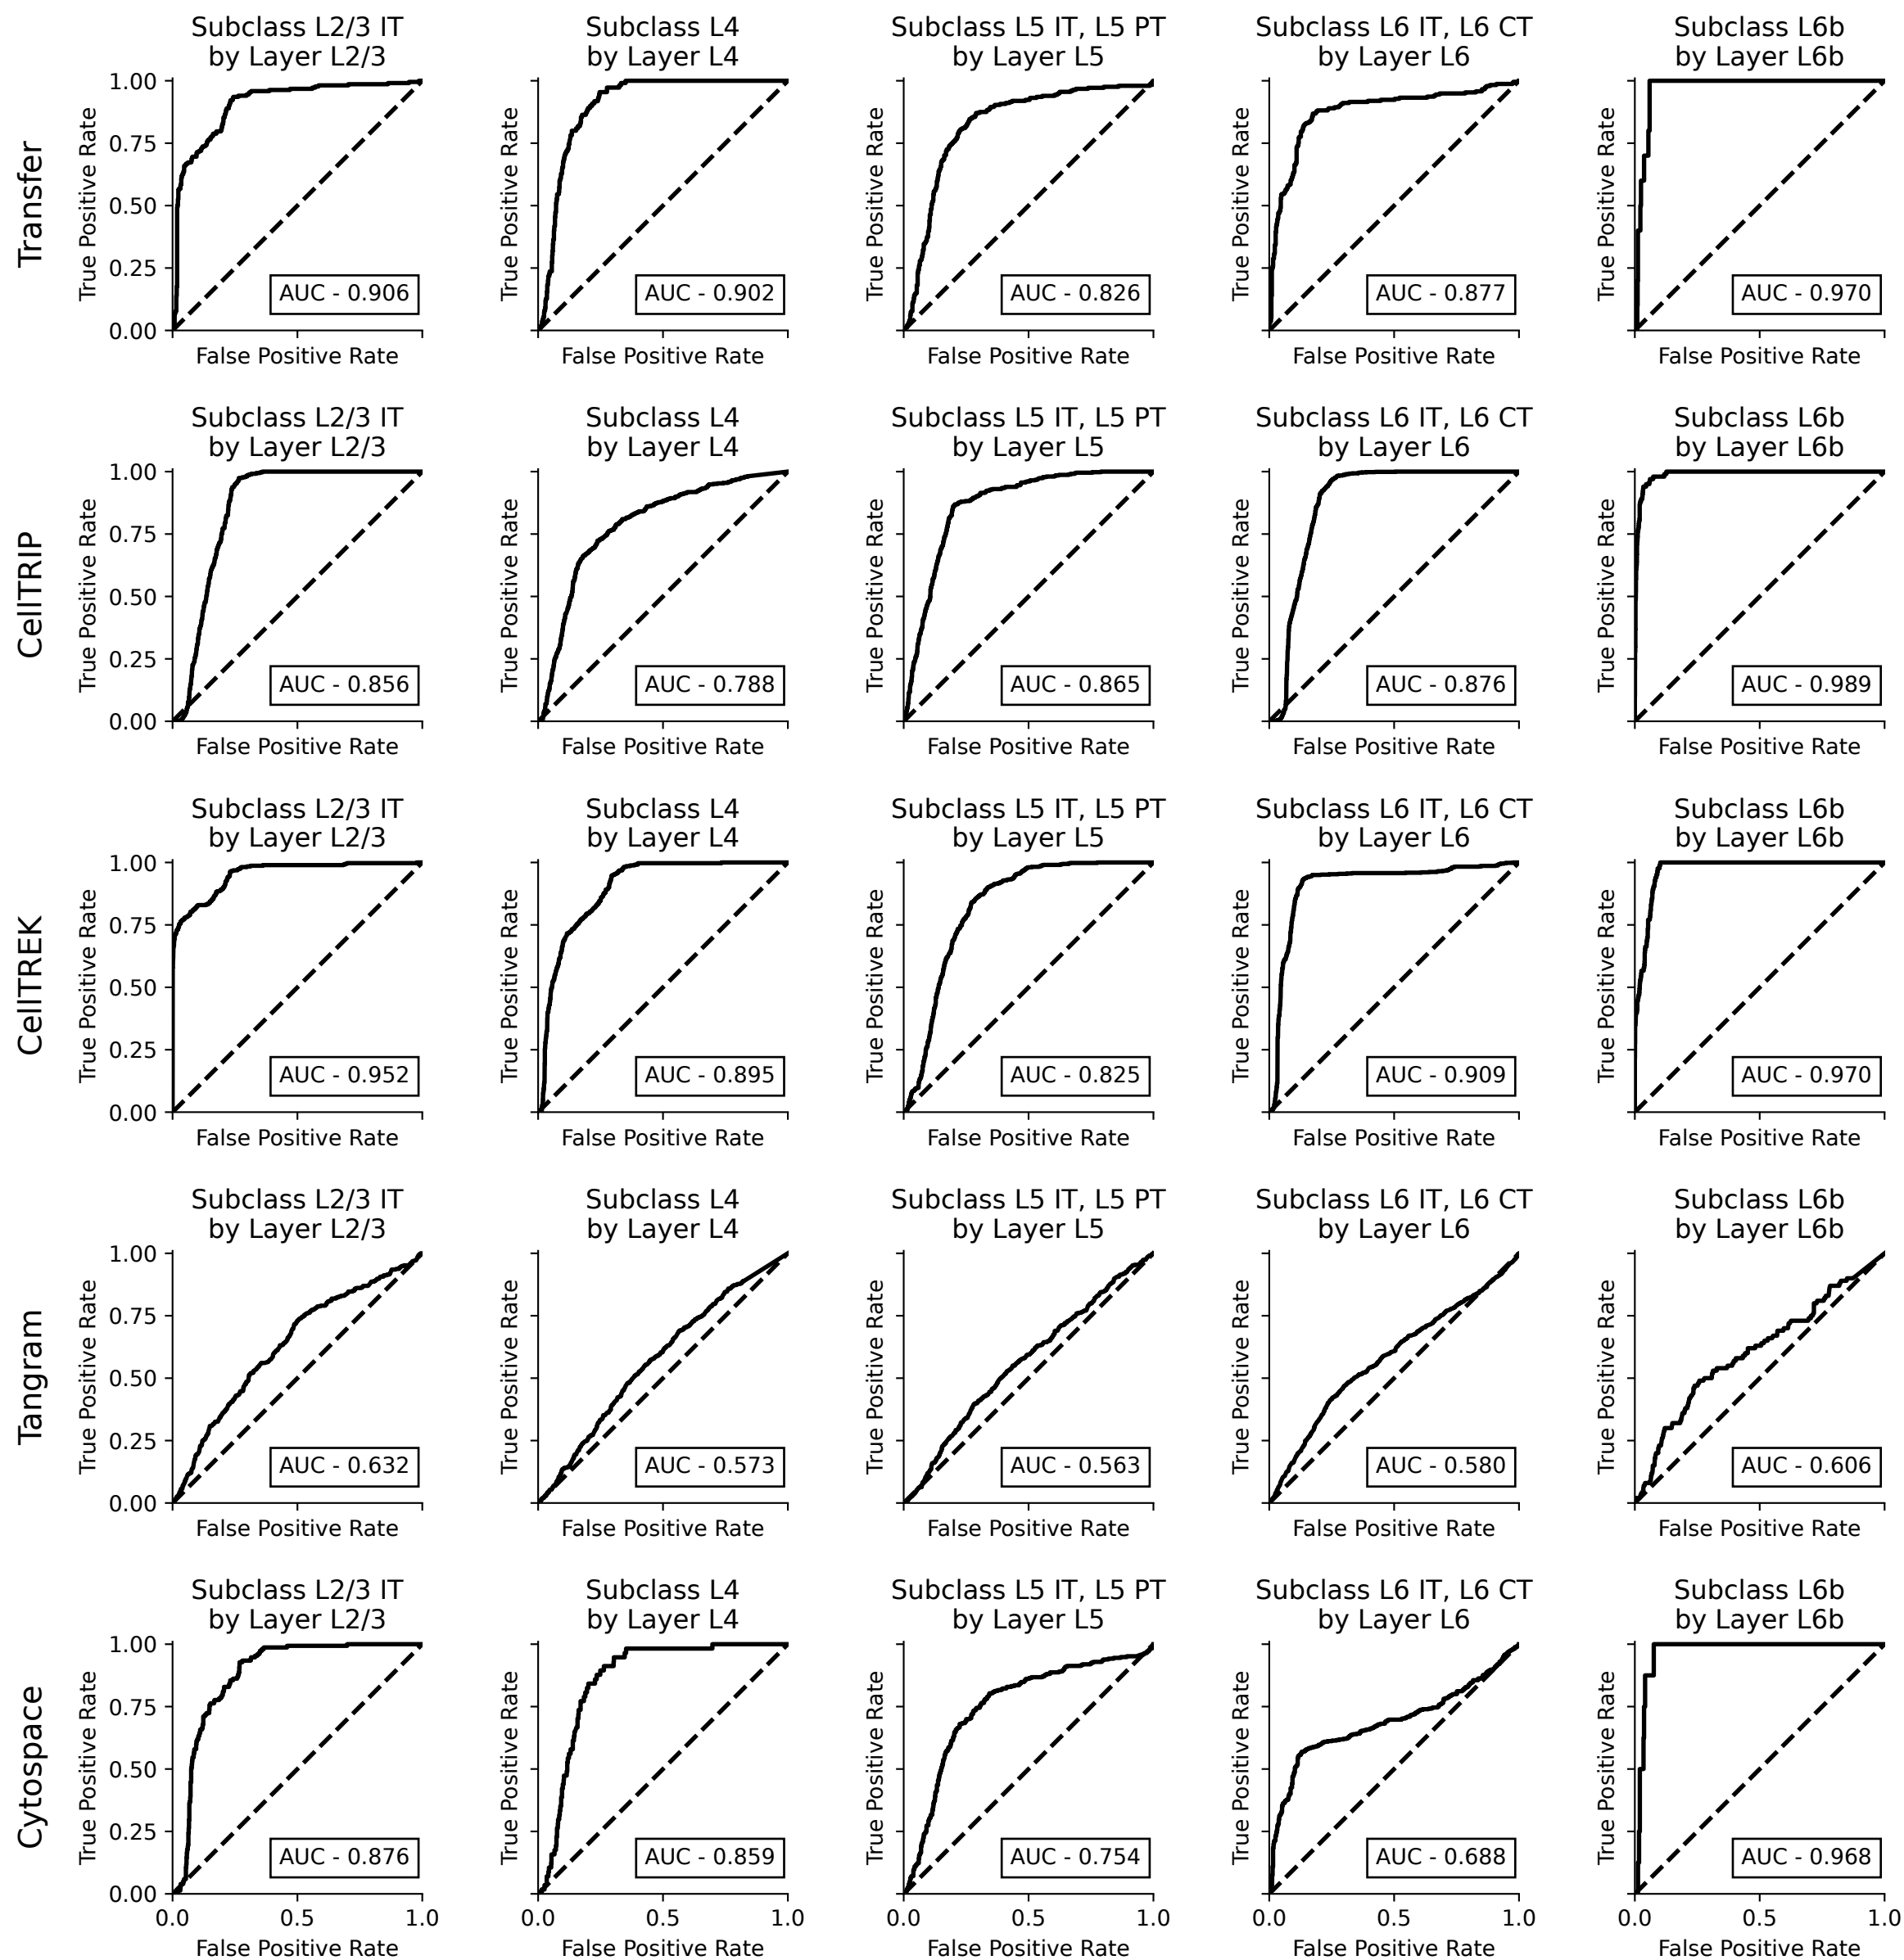 Subclass L2/3 IT
by Layer L2/3
Subclass L4
by Layer L4
Subclass L5 IT, L5 PT
by Layer L5
Subclass L6 IT, L6 CT
by Layer L6
Subclass L6b
by Layer L6b
Transfer
True Positive Rate
1.00
0.75
0.50
0.25
0.00
AUC - 0.906
False Positive Rate
True Positive Rate
AUC - 0.902
False Positive Rate
True Positive Rate
AUC - 0.826
False Positive Rate
True Positive Rate
AUC - 0.877
False Positive Rate
True Positive Rate
AUC - 0.970
False Positive Rate
Subclass L2/3 IT
by Layer L2/3
Subclass L4
by Layer L4
Subclass L5 IT, L5 PT
by Layer L5
Subclass L6 IT, L6 CT
by Layer L6
Subclass L6b
by Layer L6b
CellTRIP
True Positive Rate
1.00
0.75
0.50
0.25
0.00
AUC - 0.856
False Positive Rate
True Positive Rate
AUC - 0.788
False Positive Rate
True Positive Rate
AUC - 0.865
False Positive Rate
True Positive Rate
AUC - 0.876
False Positive Rate
True Positive Rate
AUC - 0.989
False Positive Rate
Subclass L2/3 IT
by Layer L2/3
Subclass L4
by Layer L4
Subclass L5 IT, L5 PT
by Layer L5
Subclass L6 IT, L6 CT
by Layer L6
Subclass L6b
by Layer L6b
CellTREK
True Positive Rate
1.00
0.75
0.50
0.25
0.00
AUC - 0.952
False Positive Rate
True Positive Rate
AUC - 0.895
False Positive Rate
True Positive Rate
AUC - 0.825
False Positive Rate
True Positive Rate
AUC - 0.909
False Positive Rate
True Positive Rate
AUC - 0.970
False Positive Rate
Subclass L2/3 IT
by Layer L2/3
Subclass L4
by Layer L4
Subclass L5 IT, L5 PT
by Layer L5
Subclass L6 IT, L6 CT
by Layer L6
Subclass L6b
by Layer L6b
Tangram
True Positive Rate
1.00
0.75
0.50
0.25
0.00
AUC - 0.632
False Positive Rate
True Positive Rate
AUC - 0.573
False Positive Rate
True Positive Rate
AUC - 0.563
False Positive Rate
True Positive Rate
AUC - 0.580
False Positive Rate
True Positive Rate
AUC - 0.606
False Positive Rate
Subclass L2/3 IT
by Layer L2/3
Subclass L4
by Layer L4
Subclass L5 IT, L5 PT
by Layer L5
Subclass L6 IT, L6 CT
by Layer L6
Subclass L6b
by Layer L6b
Cytospace
True Positive Rate
1.00
0.75
0.50
0.25
0.00
AUC - 0.876
0.0 0.5 1.0
False Positive Rate
True Positive Rate
AUC - 0.859
0.0 0.5 1.0
False Positive Rate
True Positive Rate
AUC - 0.754
0.0 0.5 1.0
False Positive Rate
True Positive Rate
AUC - 0.688
0.0 0.5 1.0
False Positive Rate
True Positive Rate
AUC - 0.968
0.0 0.5 1.0
False Positive Rate